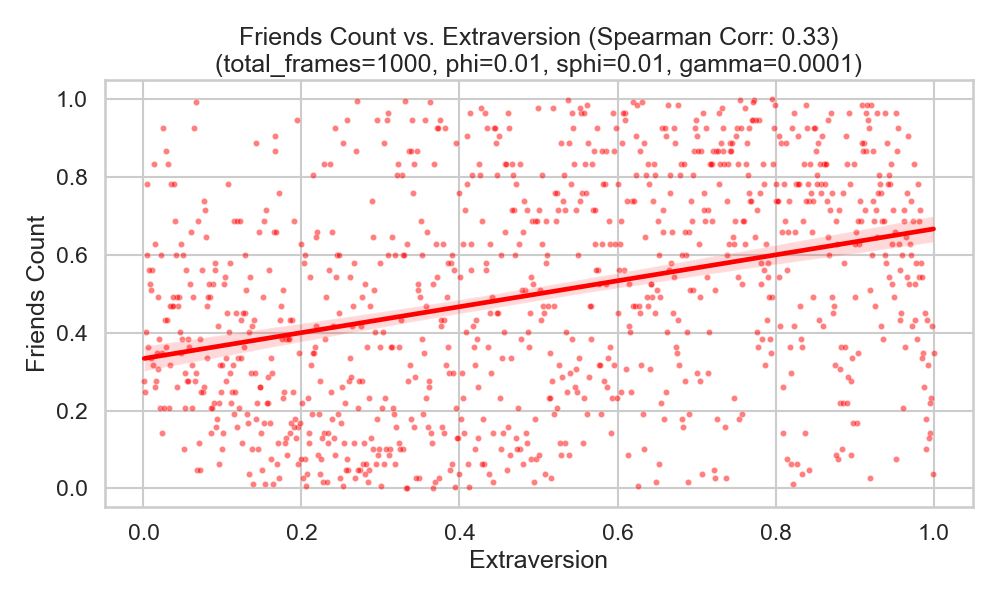 Friends Count vs. Extraversion (Spearman Corr: 0.33)
(total_frames=1000, phi=0.01, sphi=0.01, gamma=0.0001)
1.0
0.8
0.6
0.4
0.2
0.0
Friends Count
0.0 0.2 0.4 0.6 0.8 1.0
Extraversion